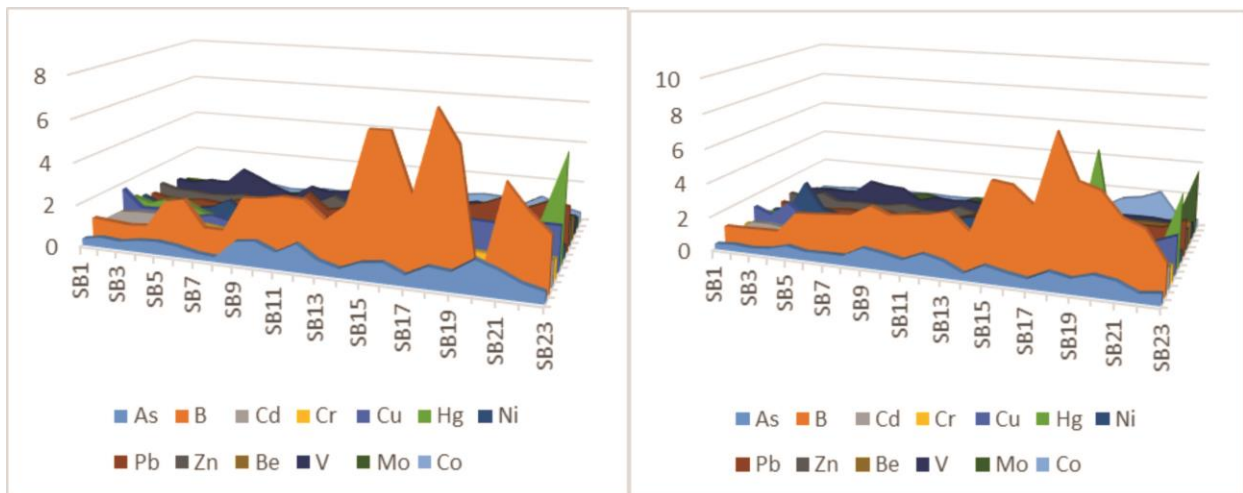 8
6
4
2
0
SB1
SB3
SB5
SB7
SB9
SB11
SB13
SB15
SB17
SB19
SB21
SB23
As B Cd Cr Cu Hg Ni
Pb Zn Be V Mo Co
10
8
6
4
2
0
SB1
SB3
SB5
SB7
SB9
SB11
SB13
SB15
SB17
SB19
SB21
SB23
As B Cd Cr Cu Hg Ni
Pb Zn Be V Mo Co